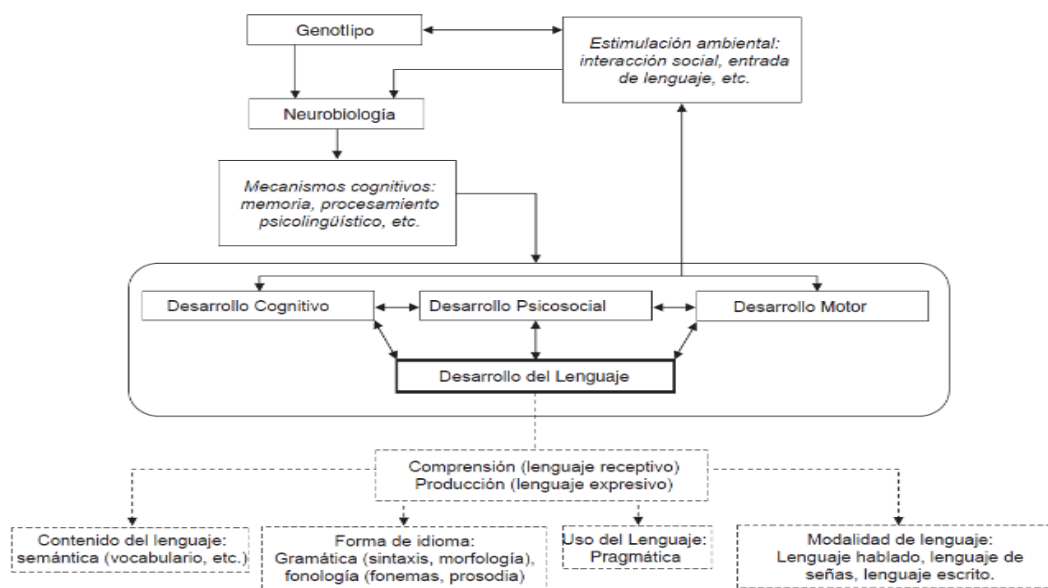 Genotlipo
Estimulación ambiental:
interacción social, entrada
de lenguaje, etc.
Neurobiología
Mecanismos cognitivos:
memoria, procesamiento
psicolingüístico, etc.
Desarrollo Cognitivo
Desarrollo Psicosocial
Desarrollo Motor
Desarrollo del Lenguaje
Comprensión (lenguaje receptivo)
Producción (lenguaje expresivo)
Contenido del lenguaje:
semántica (vocabulario, etc.)
Forma de idioma:
Gramática (sintaxis, morfología),
fonología (fonemas, prosodia)
Uso del Lenguaje:
Pragmática
Modalidad de lenguaje:
Lenguaje hablado, lenguaje de
señas, lenguaje escrito.